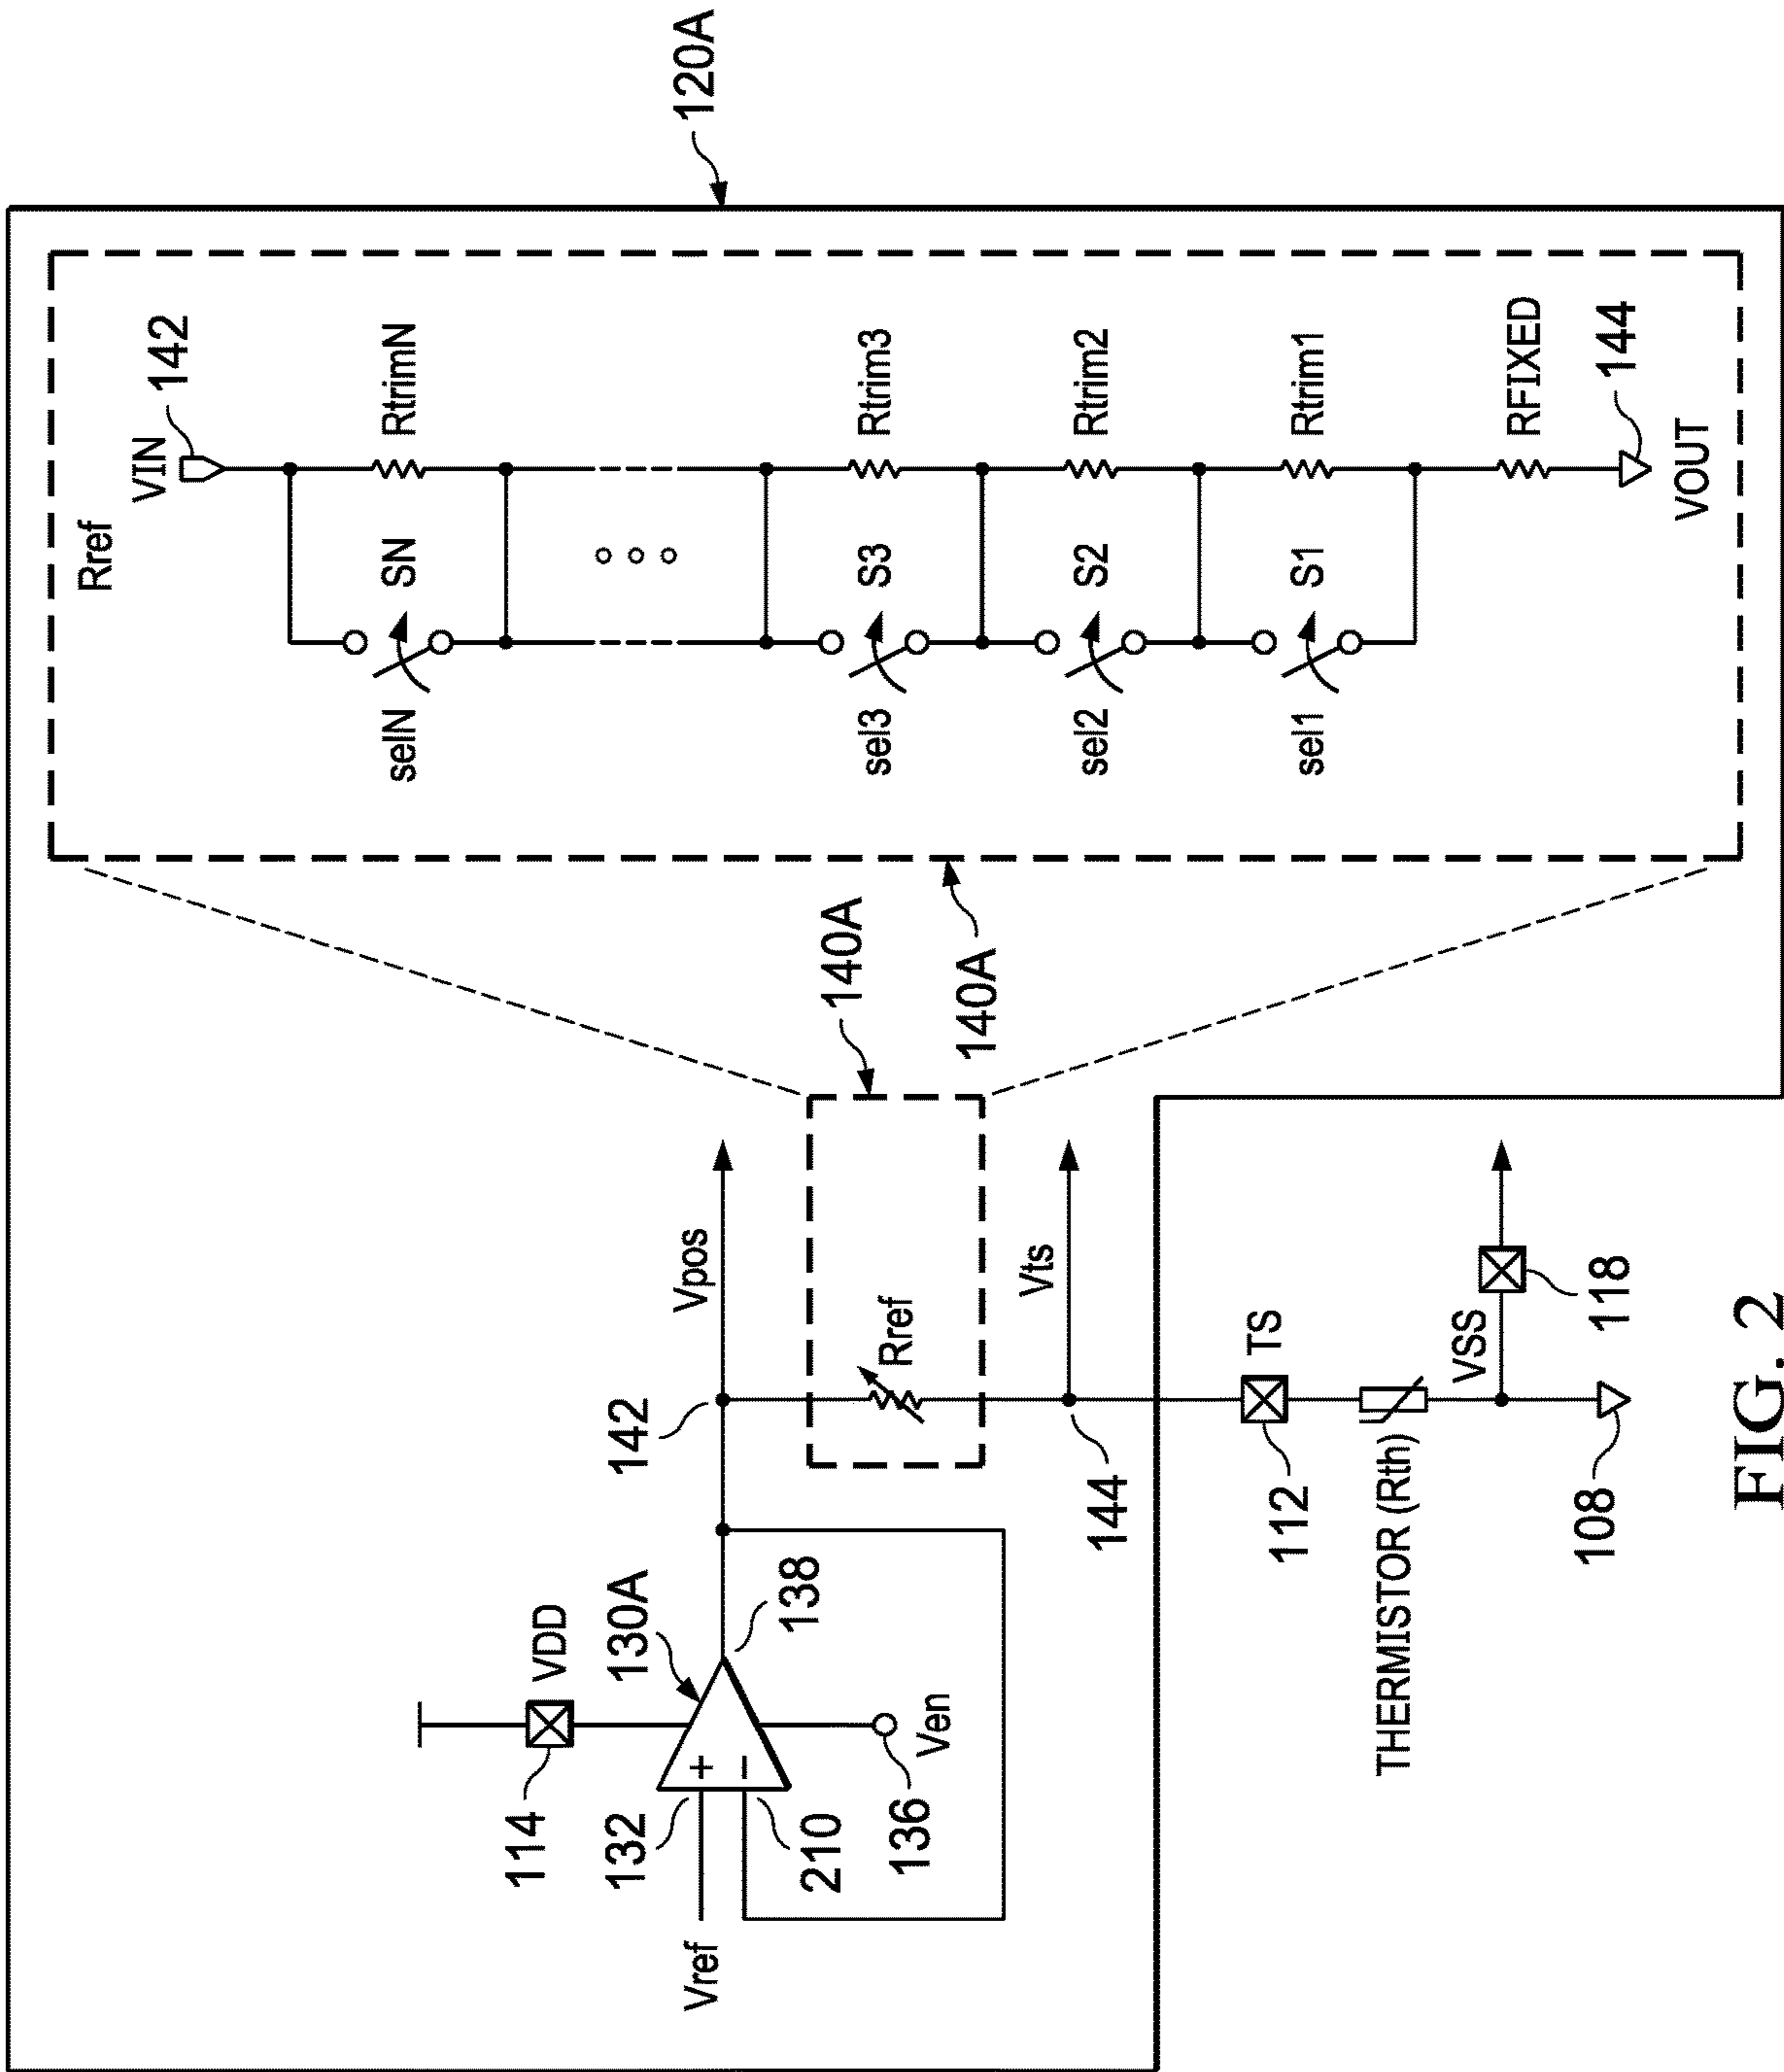 120A
Rref
VIN
142
selN
SN
RtrimN
sel3
S3
Rtrim3
sel2
S2
Rtrim2
sel1
S1
Rtrim1
RFIXED
144
VOUT
140A
140A
114
VDD
130A
132
+
−
210
138
Vref
136
Ven
142
Vpos
Rref
Vts
144
112
TS
THERMISTOR (Rth)
VSS
118
108
FIG. 2